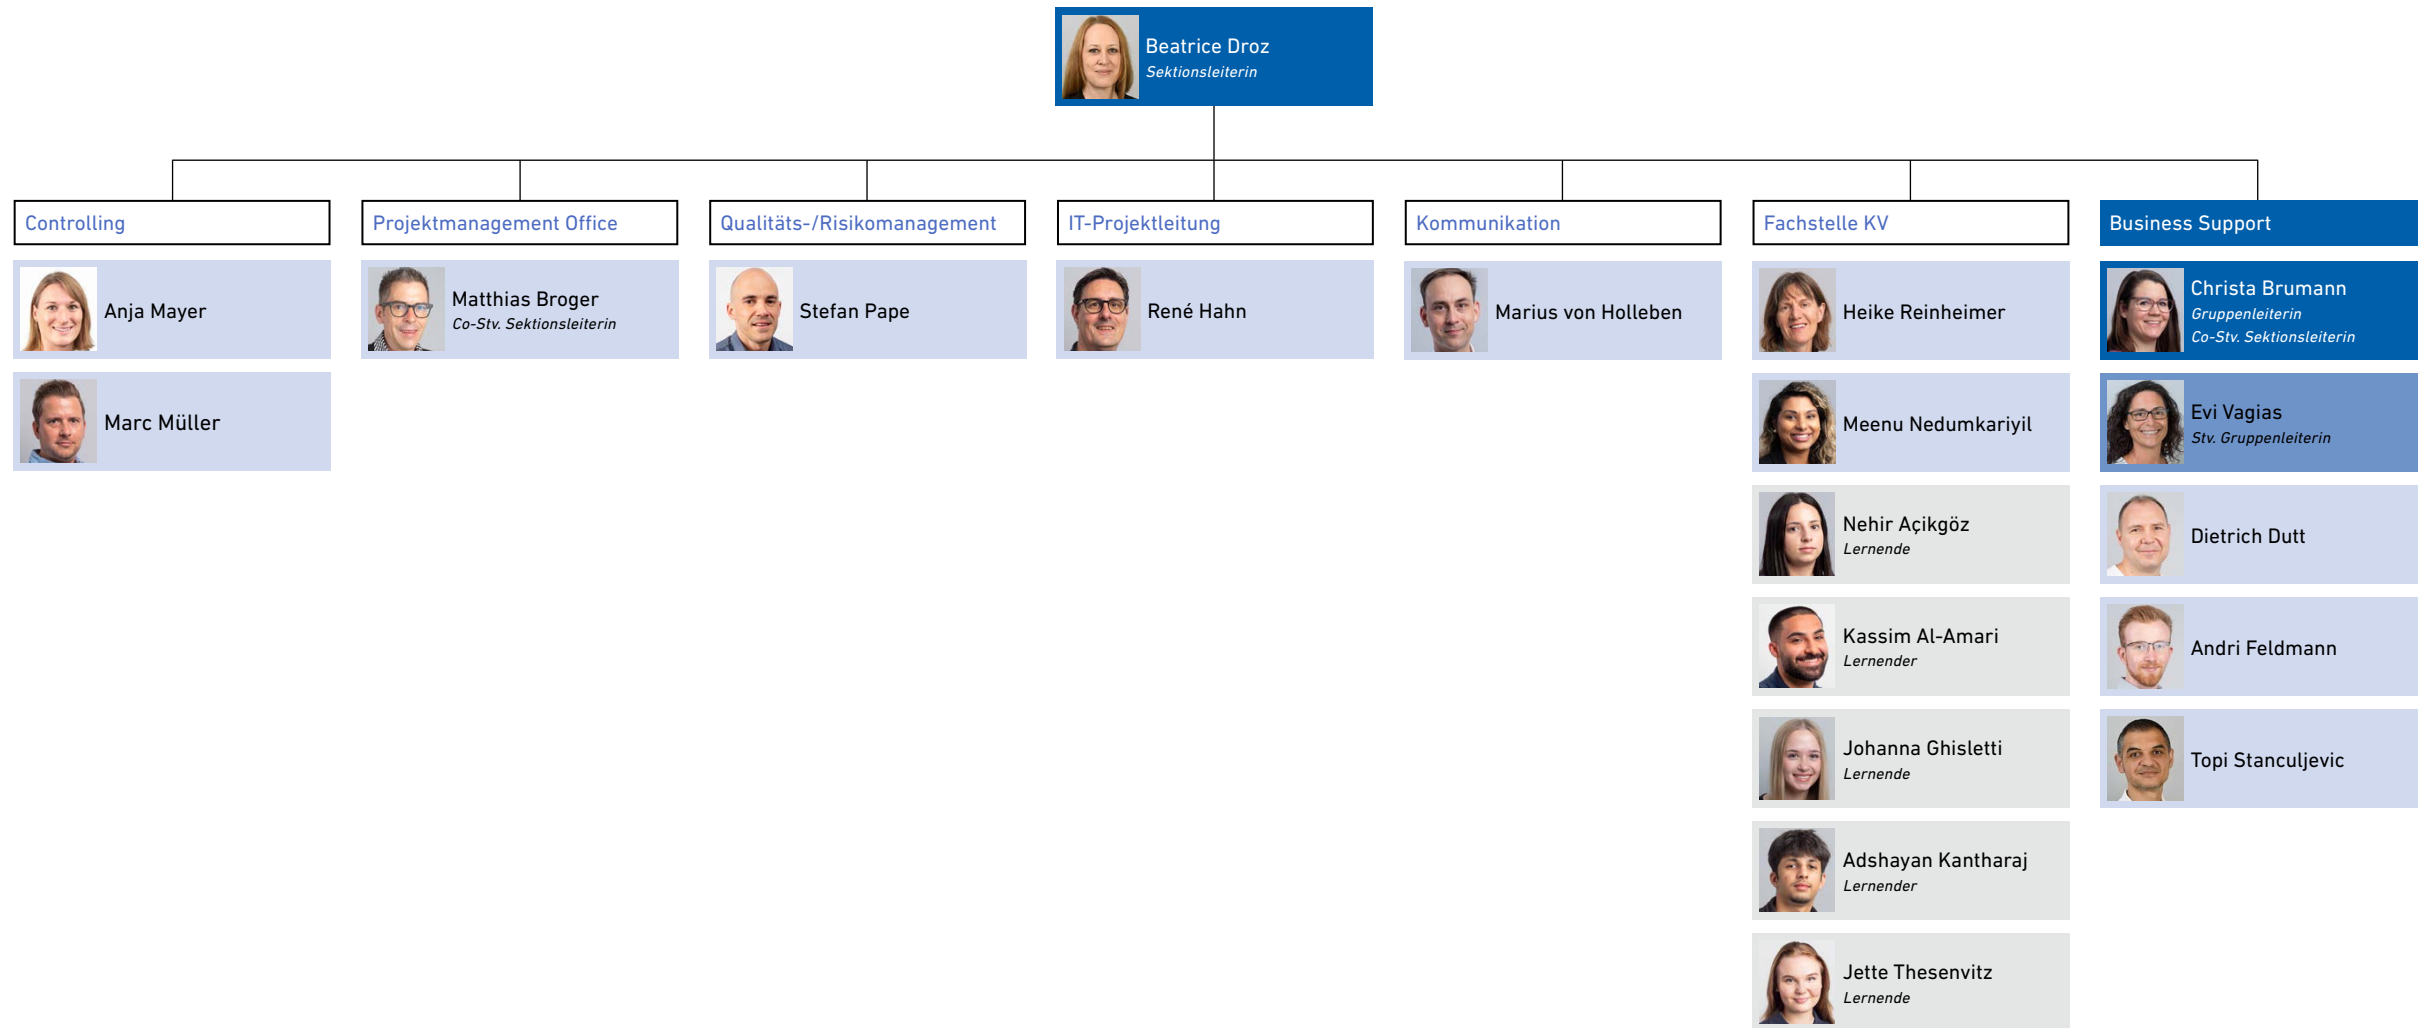 Beatrice Droz
Sektionsleiterin
Controlling
Anja Mayer
Marc Müller
Projektmanagement Office
Matthias Broger
Co-Stv. Sektionsleiterin
Qualitäts-/Risikomanagement
Stefan Pape
IT-Projektleitung
René Hahn
Kommunikation
Marius von Holleben
Fachstelle KV
Heike Reinheimer
Meenu Nedumkariyil
Nehir Açikgöz
Lernende
Kassim Al-Amari
Lernender
Johanna Ghisletti
Lernende
Adshayan Kantharaj
Lernender
Jette Thesenvitz
Lernende
Business Support
Christa Brumann
Gruppenleiterin
Co-Stv. Sektionsleiterin
Evi Vagias
Stv. Gruppenleiterin
Dietrich Dutt
Andri Feldmann
Topi Stanculjevic